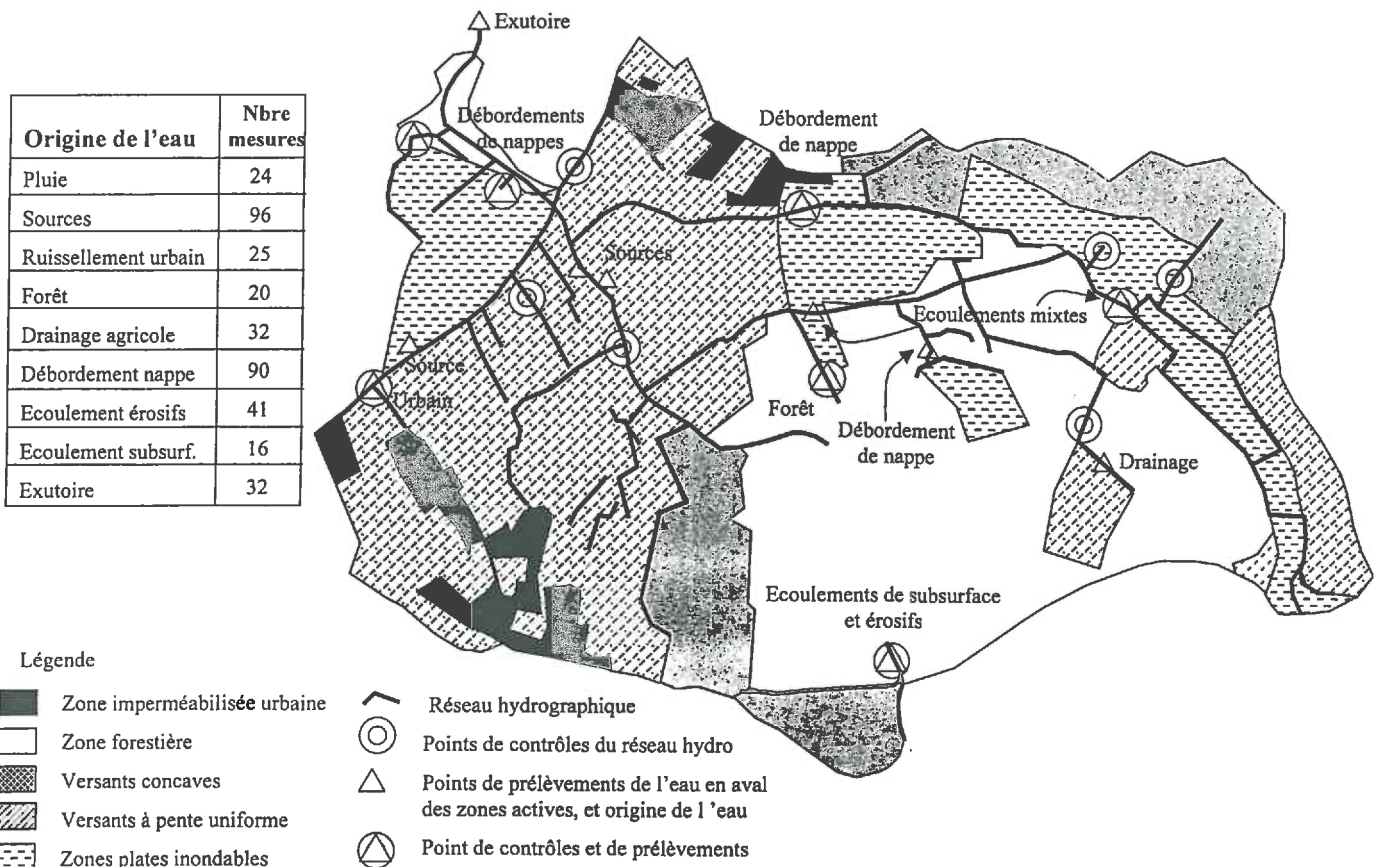 Exutoire
Origine de l'eau Nbre mesures
Pluie 24
Sources 96
Ruissellement urbain 25
Forêt 20
Drainage agricole 32
Débordement nappe 90
Ecoulement érosifs 41
Ecoulement subsurf. 16
Exutoire 32
Débordements
de nappes
Débordement
de nappe
Sources
Ecoulements mixtes
Source
Urbain
Forêt
Débordement
de nappe
Drainage
Ecoulements de subsurface
et érosifs
Légende
Zone imperméabilisée urbaine
Zone forestière
Versants concaves
Versants à pente uniforme
Zones plates inondables
Réseau hydrographique
Points de contrôles du réseau hydro
Points de prélèvements de l'eau en aval
des zones actives, et origine de l 'eau
Point de contrôles et de prélèvements